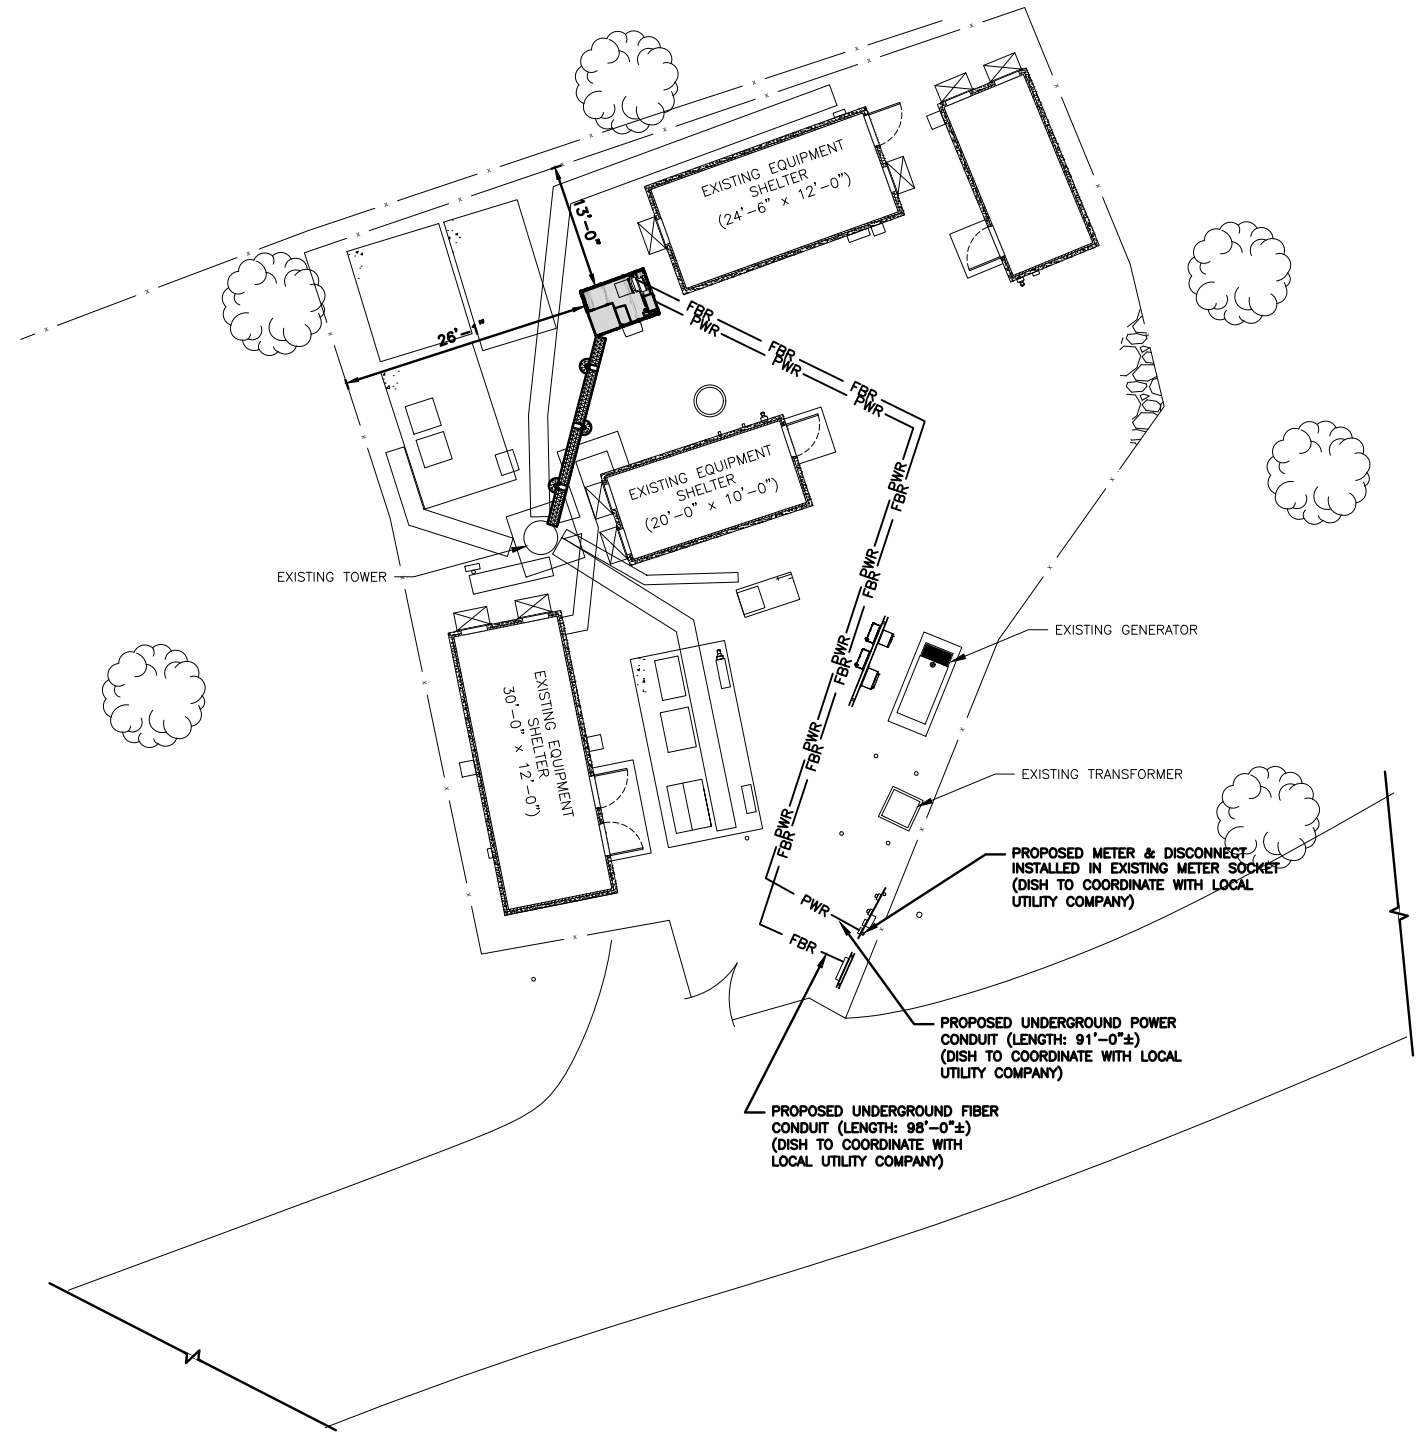 EXISTING EQUIPMENT
SHELTER
(24'-6" x 12'-0")
13'-0"
26'-1"
FBR
PWR
FBR
PWR
FBR
PWR
EXISTING EQUIPMENT
SHELTER
(20'-0" x 10'-0")
PWR
FBR
EXISTING TOWER
PWR
FBR
EXISTING GENERATOR
PWR
FBR
EXISTING EQUIPMENT
SHELTER
30'-0" x 12'-0")
PWR
FBR
EXISTING TRANSFORMER
PWR
FBR
PROPOSED METER & DISCONNECT
INSTALLED IN EXISTING METER SOCKET
(DISH TO COORDINATE WITH LOCAL
UTILITY COMPANY)
PWR
FBR
PROPOSED UNDERGROUND POWER
CONDUIT (LENGTH: 91'-0"±)
(DISH TO COORDINATE WITH LOCAL
UTILITY COMPANY)
PROPOSED UNDERGROUND FIBER
CONDUIT (LENGTH: 98'-0"±)
(DISH TO COORDINATE WITH
LOCAL UTILITY COMPANY)